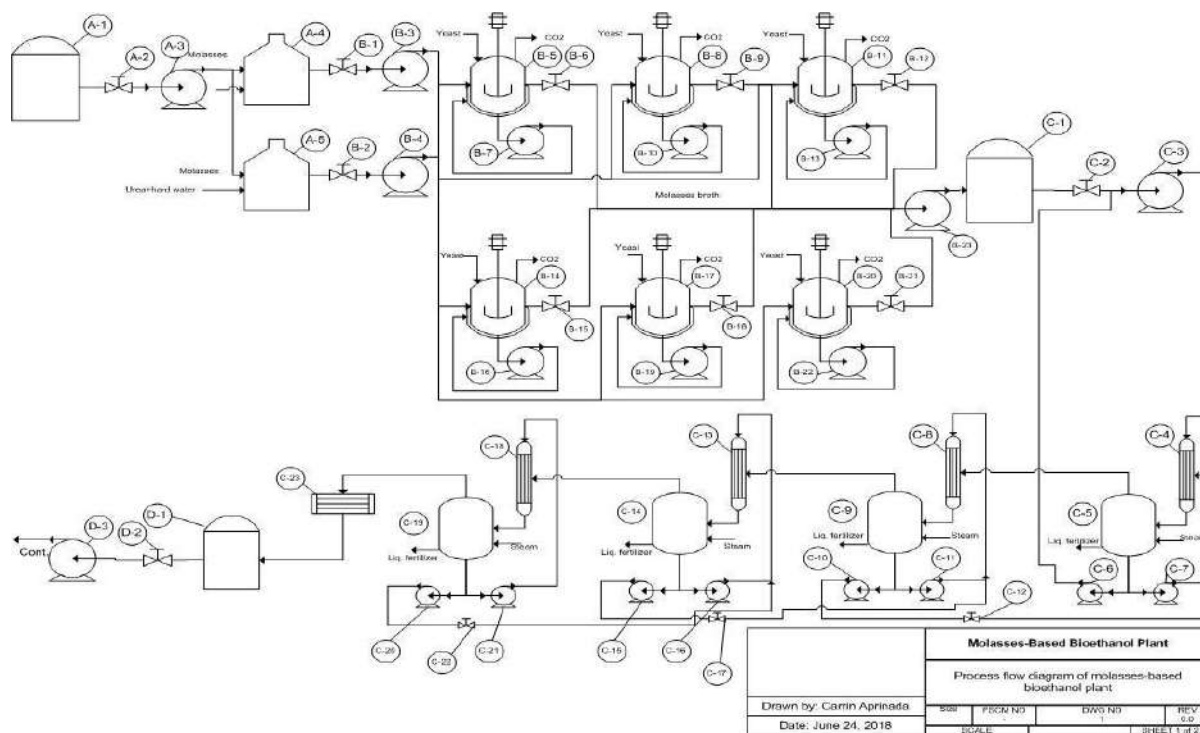 A-1
A-2
A-3
Molasses
A-4
B-1
B-3
Yeast
CO2
B-5
B-6
B-7
Yeast
CO2
B-8
B-9
B-10
Yeast
CO2
B-11
B-12
B-13
C-1
C-2
C-3
Molasses
A-5
B-2
B-4
Molasses broth
B-23
Yeast
CO2
B-14
B-15
B-16
Yeast
CO2
B-17
B-18
B-19
Yeast
CO2
B-20
B-21
B-22
C-18
C-13
C-8
C-4
C-23
C-19
Liq. fertilizer
Steam
C-14
Liq. fertilizer
Steam
C-9
Liq. fertilizer
Steam
C-5
Liq. fertilizer
D-3
Cont.
D-2
D-1
C-20
C-22
C-21
C-15
C-16
C-17
C-10
C-11
C-12
C-6
C-7
Molasses-Based Bioethanol Plant
Process flow diagram of molasses-based
bioethanol plant
Drawn by: Carrin Aprinada
Date: June 24, 2018
Size
FSCM NO
DWG NO
1
REV
0.0
SCALE